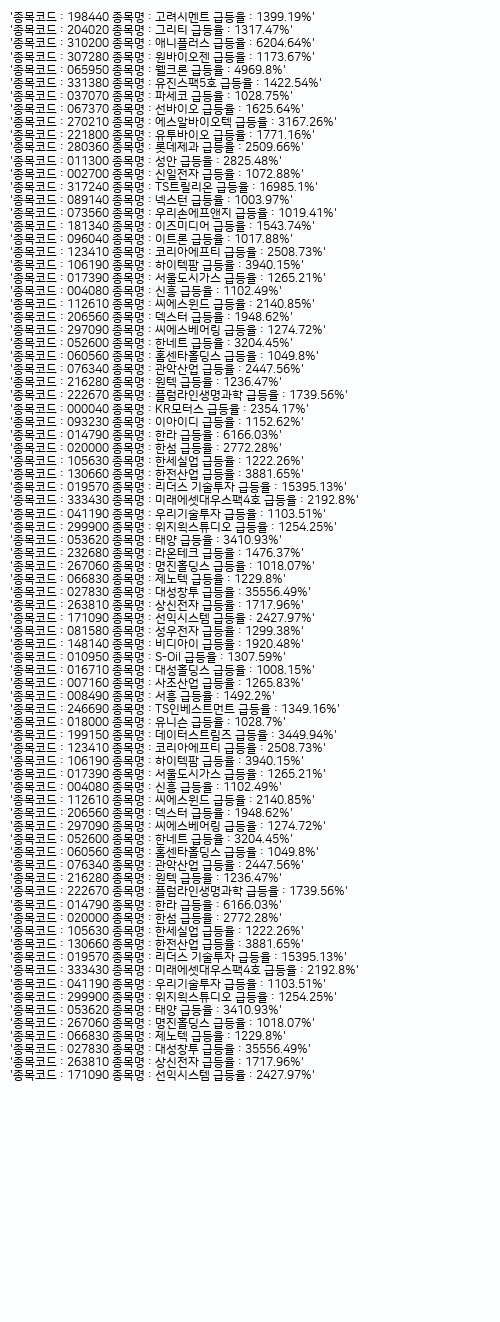 '종목코드 : 198440 종목명 : 고려시멘트 급등율 : 1399.19%'
'종목코드 : 204020 종목명 : 그리티 급등율 : 1317.47%'
'종목코드 : 310200 종목명 : 애니플러스 급등율 : 6204.64%'
'종목코드 : 307280 종목명 : 원바이오젠 급등율 : 1173.67%'
'종목코드 : 065950 종목명 : 웰크론 급등율 : 4969.8%'
'종목코드 : 331380 종목명 : 유진스팩5호 급등율 : 1422.54%'
'종목코드 : 037070 종목명 : 파세코 급등율 : 1028.75%'
'종목코드 : 067370 종목명 : 선바이오 급등율 : 1625.64%'
'종목코드 : 270210 종목명 : 에스알바이오텍 급등율 : 3167.26%'
'종목코드 : 221800 종목명 : 유투바이오 급등율 : 1771.16%'
'종목코드 : 280360 종목명 : 롯데제과 급등율 : 2509.66%'
'종목코드 : 011300 종목명 : 성안 급등율 : 2825.48%'
'종목코드 : 002700 종목명 : 신일전자 급등율 : 1072.88%'
'종목코드 : 317240 종목명 : TS트릴리온 급등율 : 16985.1%'
'종목코드 : 089140 종목명 : 넥스턴 급등율 : 1003.97%'
'종목코드 : 073560 종목명 : 우리손에프앤지 급등율 : 1019.41%'
'종목코드 : 181340 종목명 : 이즈미디어 급등율 : 1543.74%'
'종목코드 : 096040 종목명 : 이트론 급등율 : 1017.88%'
'종목코드 : 123410 종목명 : 코리아에프티 급등율 : 2508.73%'
'종목코드 : 106190 종목명 : 하이텍팜 급등율 : 3940.15%'
'종목코드 : 017390 종목명 : 서울도시가스 급등율 : 1265.21%'
'종목코드 : 004080 종목명 : 신흥 급등율 : 1102.49%'
'종목코드 : 112610 종목명 : 씨에스윈드 급등율 : 2140.85%'
'종목코드 : 206560 종목명 : 덱스터 급등율 : 1948.62%'
'종목코드 : 297090 종목명 : 씨에스베어링 급등율 : 1274.72%'
'종목코드 : 052600 종목명 : 한네트 급등율 : 3204.45%'
'종목코드 : 060560 종목명 : 홈센타홀딩스 급등율 : 1049.8%'
'종목코드 : 076340 종목명 : 관악산업 급등율 : 2447.56%'
'종목코드 : 216280 종목명 : 원텍 급등율 : 1236.47%'
'종목코드 : 222670 종목명 : 플럼라인생명과학 급등율 : 1739.56%'
'종목코드 : 000040 종목명 : KR모터스 급등율 : 2354.17%'
'종목코드 : 093230 종목명 : 이아이디 급등율 : 1152.62%'
'종목코드 : 014790 종목명 : 한라 급등율 : 6166.03%'
'종목코드 : 020000 종목명 : 한섬 급등율 : 2772.28%'
'종목코드 : 105630 종목명 : 한세실업 급등율 : 1222.26%'
'종목코드 : 130660 종목명 : 한전산업 급등율 : 3881.65%'
'종목코드 : 019570 종목명 : 리더스 기술투자 급등율 : 15395.13%'
'종목코드 : 333430 종목명 : 미래에셋대우스팩4호 급등율 : 2192.8%'
'종목코드 : 041190 종목명 : 우리기술투자 급등율 : 1103.51%'
'종목코드 : 299900 종목명 : 위지윅스튜디오 급등율 : 1254.25%'
'종목코드 : 053620 종목명 : 태양 급등율 : 3410.93%'
'종목코드 : 232680 종목명 : 라온테크 급등율 : 1476.37%'
'종목코드 : 267060 종목명 : 명진홀딩스 급등율 : 1018.07%'
'종목코드 : 066830 종목명 : 제노텍 급등율 : 1229.8%'
'종목코드 : 027830 종목명 : 대성창투 급등율 : 35556.49%'
'종목코드 : 263810 종목명 : 상신전자 급등율 : 1717.96%'
'종목코드 : 171090 종목명 : 선익시스템 급등율 : 2427.97%'
'종목코드 : 081580 종목명 : 성우전자 급등율 : 1299.38%'
'종목코드 : 148140 종목명 : 비디아이 급등율 : 1920.48%'
'종목코드 : 010950 종목명 : S-Oil 급등율 : 1307.59%'
'종목코드 : 016710 종목명 : 대성홀딩스 급등율 : 1008.15%'
'종목코드 : 007160 종목명 : 사조산업 급등율 : 1265.83%'
'종목코드 : 008490 종목명 : 서흥 급등율 : 1492.2%'
'종목코드 : 246690 종목명 : TS인베스트먼트 급등율 : 1349.16%'
'종목코드 : 018000 종목명 : 유니슨 급등율 : 1028.7%'
'종목코드 : 199150 종목명 : 데이터스트림즈 급등율 : 3449.94%'
'종목코드 : 123410 종목명 : 코리아에프티 급등율 : 2508.73%'
'종목코드 : 106190 종목명 : 하이텍팜 급등율 : 3940.15%'
'종목코드 : 017390 종목명 : 서울도시가스 급등율 : 1265.21%'
'종목코드 : 004080 종목명 : 신흥 급등율 : 1102.49%'
'종목코드 : 112610 종목명 : 씨에스윈드 급등율 : 2140.85%'
'종목코드 : 206560 종목명 : 덱스터 급등율 : 1948.62%'
'종목코드 : 297090 종목명 : 씨에스베어링 급등율 : 1274.72%'
'종목코드 : 052600 종목명 : 한네트 급등율 : 3204.45%'
'종목코드 : 060560 종목명 : 홈센타홀딩스 급등율 : 1049.8%'
'종목코드 : 076340 종목명 : 관악산업 급등율 : 2447.56%'
'종목코드 : 216280 종목명 : 원텍 급등율 : 1236.47%'
'종목코드 : 222670 종목명 : 플럼라인생명과학 급등율 : 1739.56%'
'종목코드 : 014790 종목명 : 한라 급등율 : 6166.03%'
'종목코드 : 020000 종목명 : 한섬 급등율 : 2772.28%'
'종목코드 : 105630 종목명 : 한세실업 급등율 : 1222.26%'
'종목코드 : 130660 종목명 : 한전산업 급등율 : 3881.65%'
'종목코드 : 019570 종목명 : 리더스 기술투자 급등율 : 15395.13%'
'종목코드 : 333430 종목명 : 미래에셋대우스팩4호 급등율 : 2192.8%'
'종목코드 : 041190 종목명 : 우리기술투자 급등율 : 1103.51%'
'종목코드 : 299900 종목명 : 위지윅스튜디오 급등율 : 1254.25%'
'종목코드 : 053620 종목명 : 태양 급등율 : 3410.93%'
'종목코드 : 267060 종목명 : 명진홀딩스 급등율 : 1018.07%'
'종목코드 : 066830 종목명 : 제노텍 급등율 : 1229.8%'
'종목코드 : 027830 종목명 : 대성창투 급등율 : 35556.49%'
'종목코드 : 263810 종목명 : 상신전자 급등율 : 1717.96%'
'종목코드 : 171090 종목명 : 선익시스템 급등율 : 2427.97%'